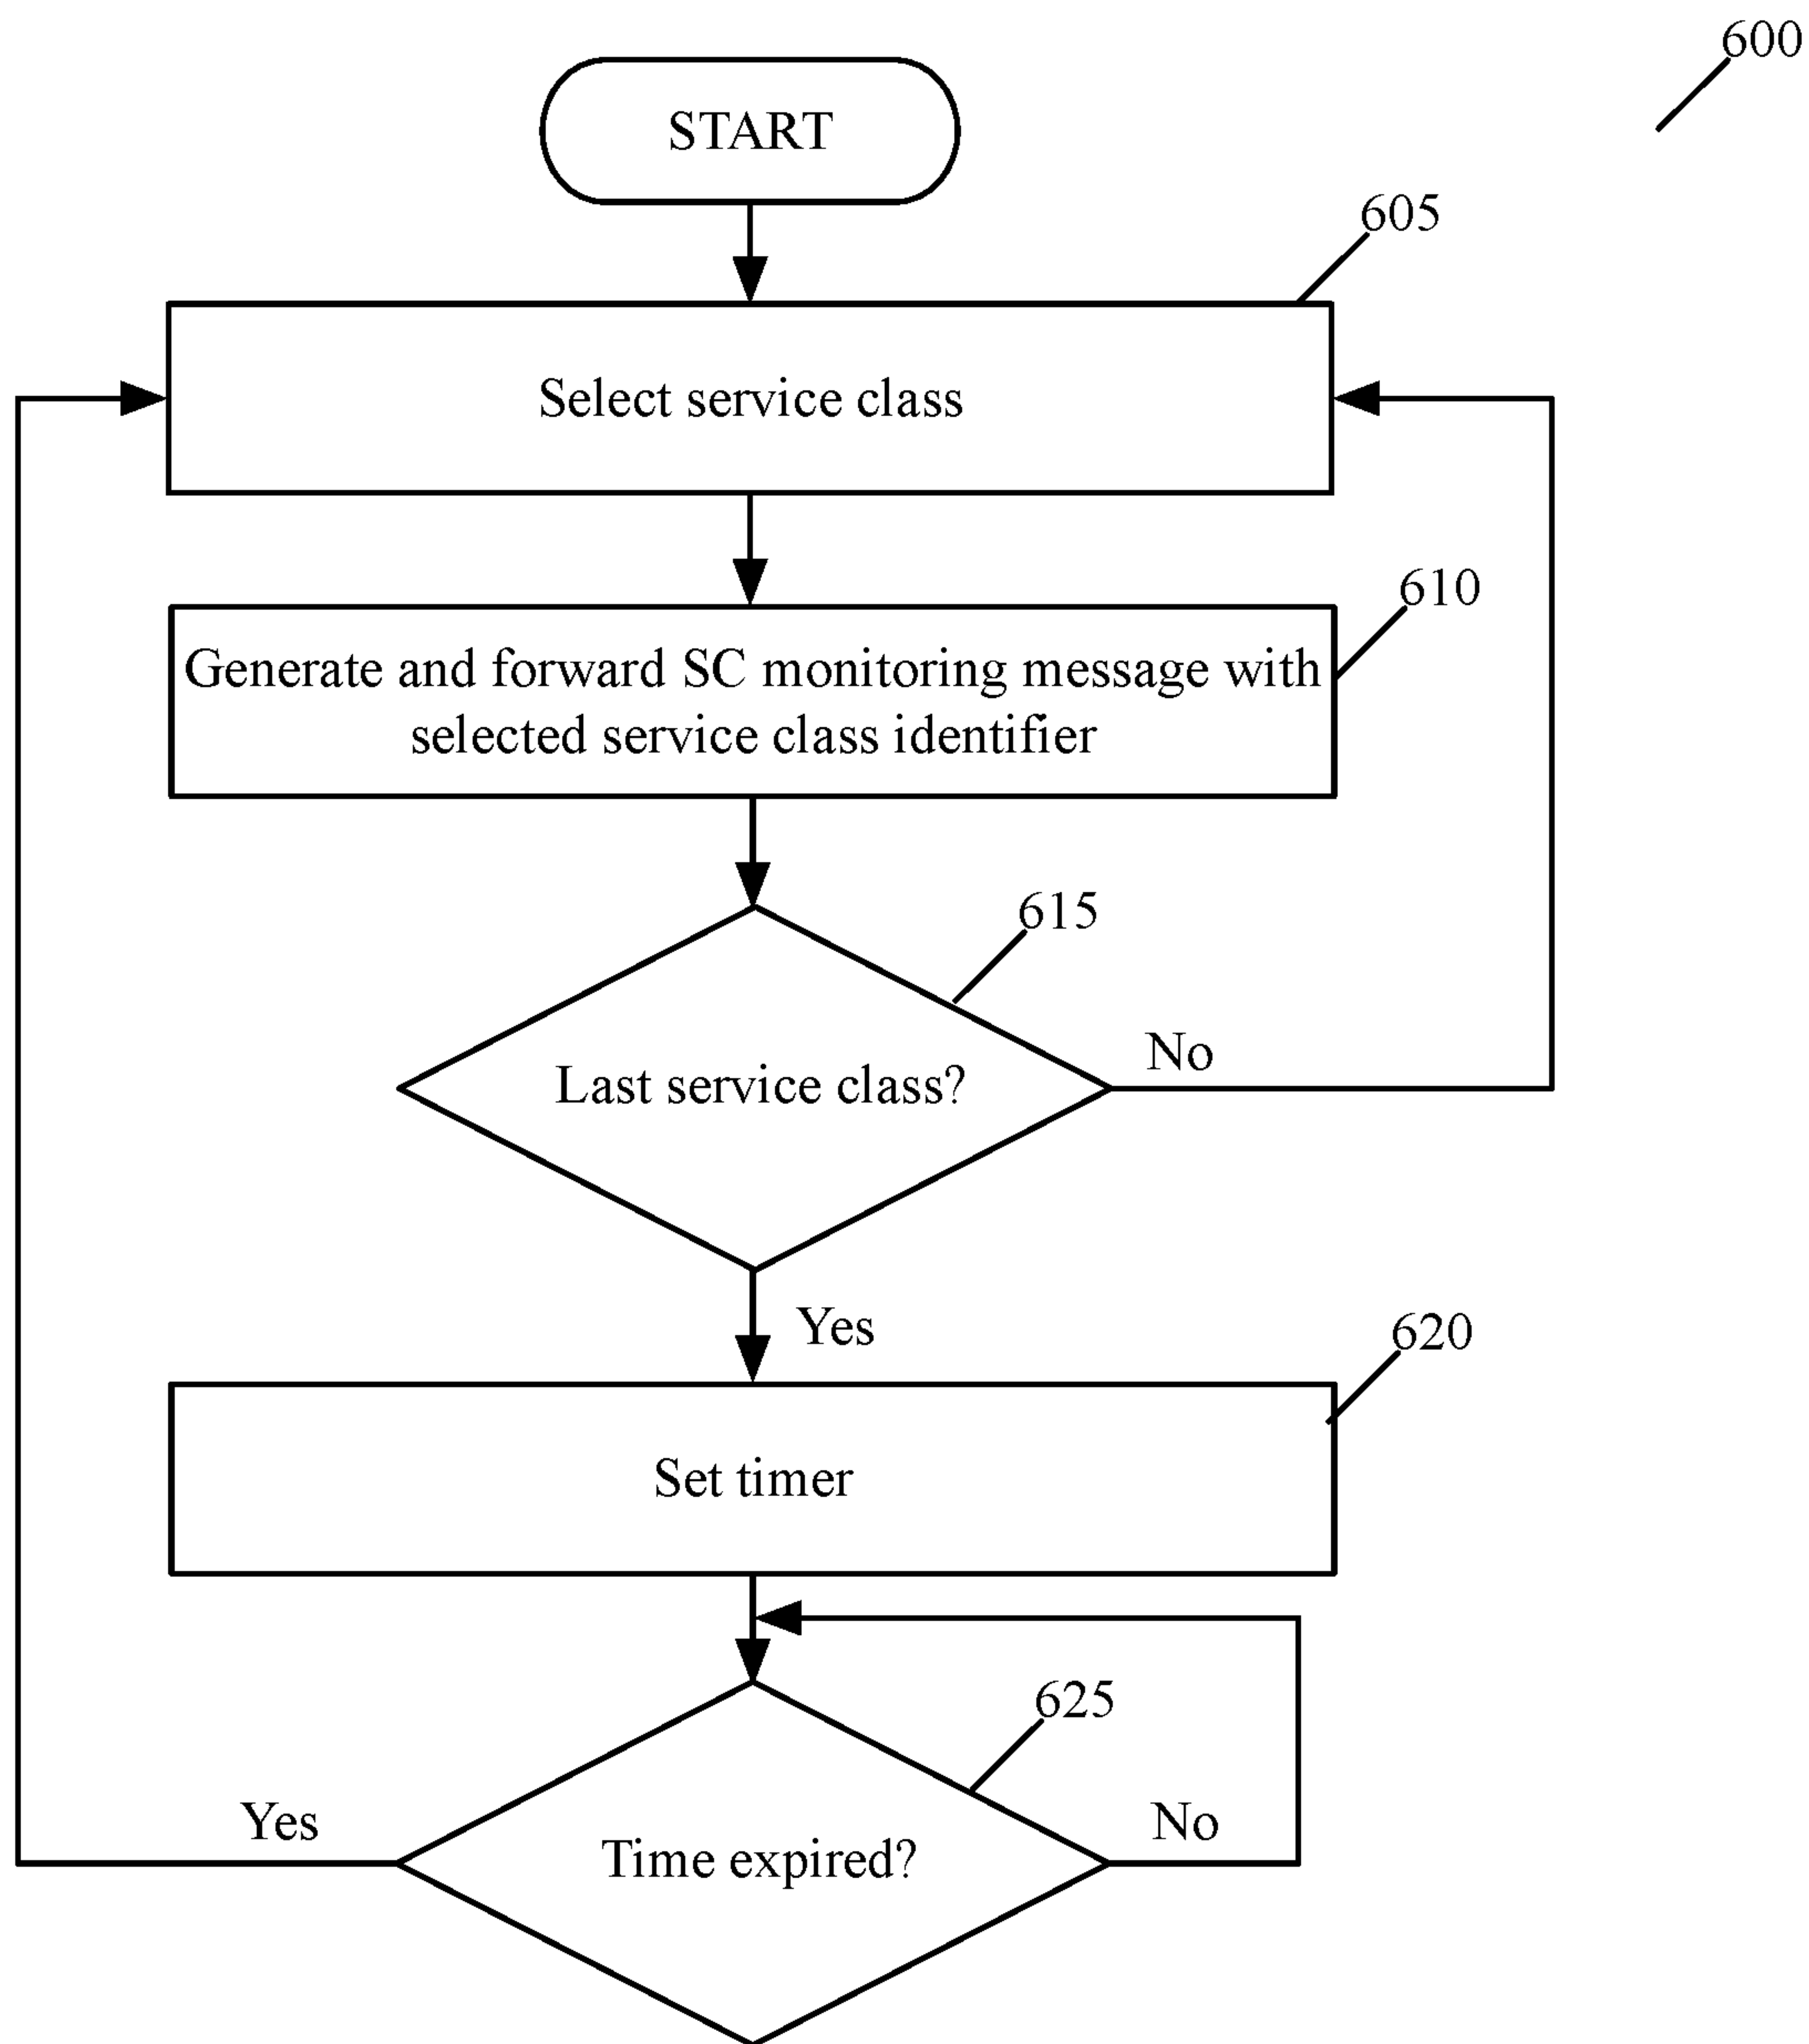 600
START
605
Select service class
610
Generate and forward SC monitoring message with
selected service class identifier
615
Last service class?
No
Yes
620
Set timer
625
Yes
No
Time expired?